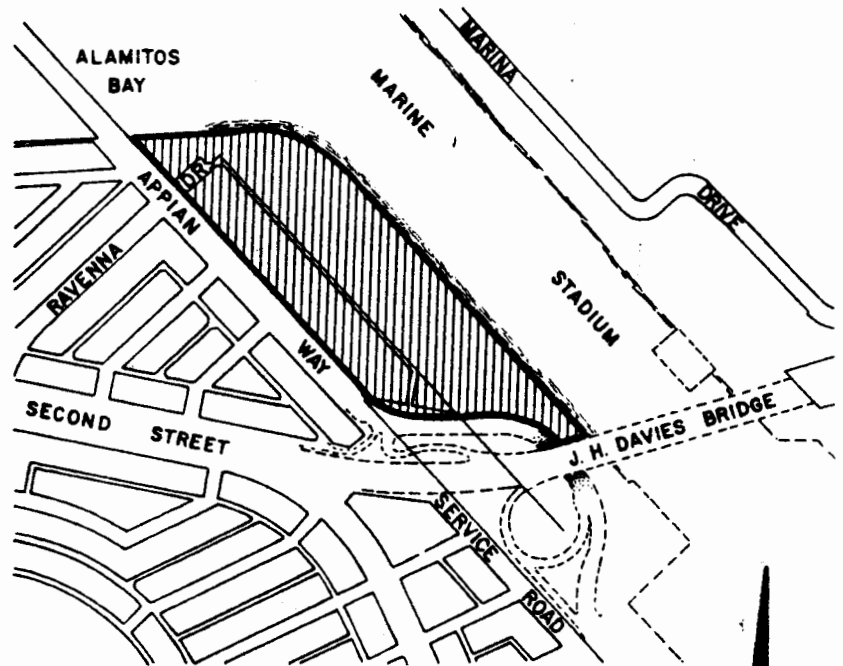 ALAMITOS
BAY
MARINE
STADIUM
MARINA
DRIVE
APPIAN
WAY
DR.
RAVENNA
SECOND STREET
J. H. DAVIES BRIDGE
SERVICE
ROAD